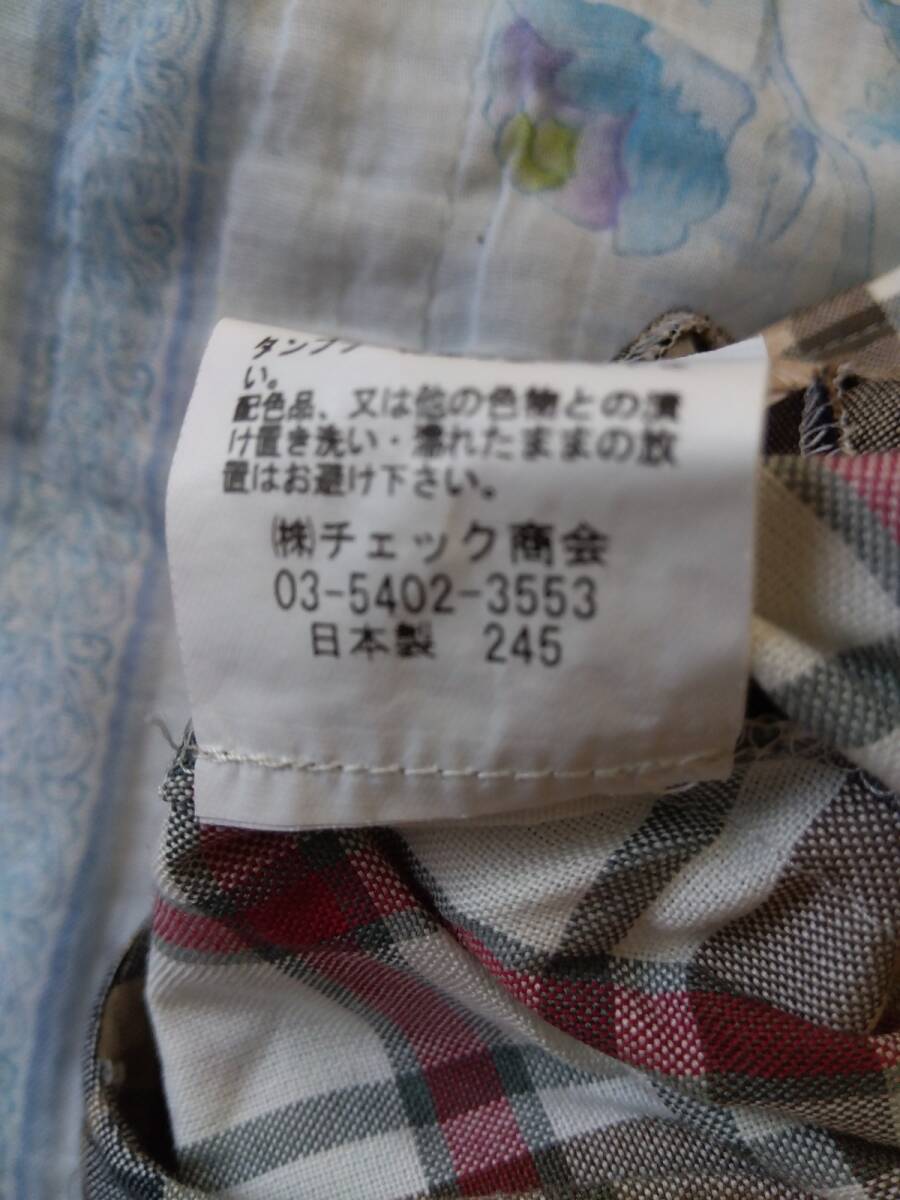 い。
配色品、又は他の色物との漬
け置き洗い・濡れたままの放
置はお避け下さい。
㈱チェック商会
03-5402-3553
日本製 245